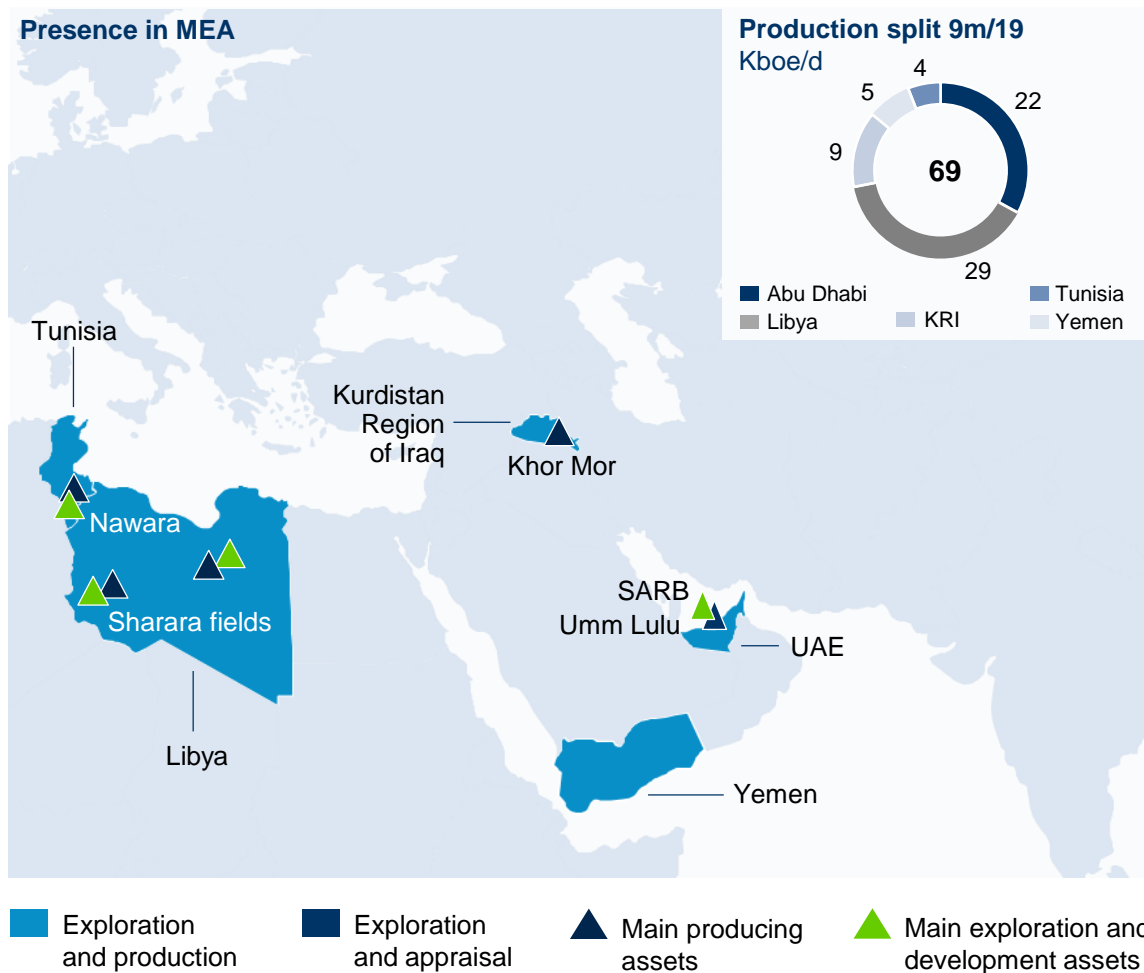 Presence in MEA
Production split 9m/19
Kboe/d
4
5
22
9
69
29
Abu Dhabi
Tunisia
Libya
KRI
Yemen
Tunisia
Kurdistan
Region
of Iraq
Khor Mor
Nawara
Sharara fields
SARB
Umm Lulu
UAE
Libya
Yemen
Exploration
and production
Exploration
and appraisal
Main producing
assets
Main exploration and
development assets